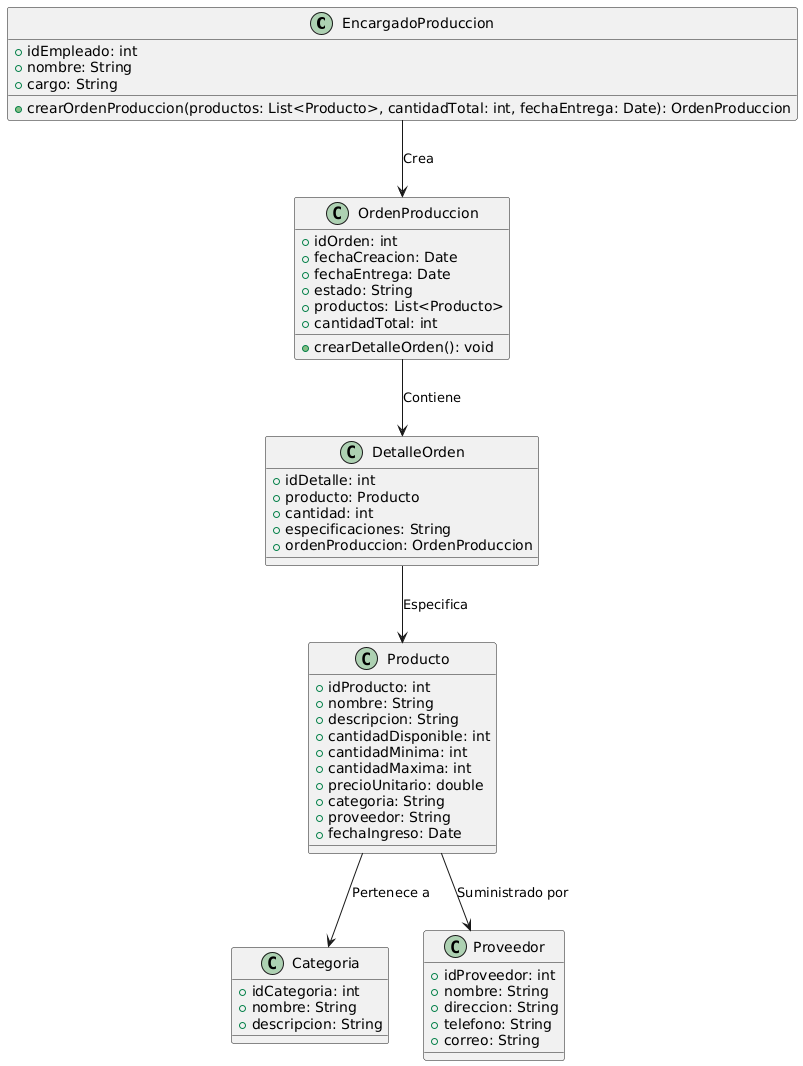 EncargadoProduccion
idEmpleado: int
nombre: String
cargo: String
crearOrdenProduccion(productos: List<Producto>, cantidadTotal: int, fechaEntrega: Date): OrdenProduccion
Crea
OrdenProduccion
idOrden: int
fechaCreacion: Date
fechaEntrega: Date
estado: String
productos: List<Producto>
cantidadTotal: int
crearDetalleOrden(): void
Contiene
DetalleOrden
idDetalle: int
producto: Producto
cantidad: int
especificaciones: String
ordenProduccion: OrdenProduccion
Especifica
Producto
idProducto: int
nombre: String
descripcion: String
cantidadDisponible: int
cantidadMinima: int
cantidadMaxima: int
precioUnitario: double
categoria: String
proveedor: String
fechaIngreso: Date
Pertenece a
Suministrado por
Categoria
idCategoria: int
nombre: String
descripcion: String
Proveedor
idProveedor: int
nombre: String
direccion: String
telefono: String
correo: String